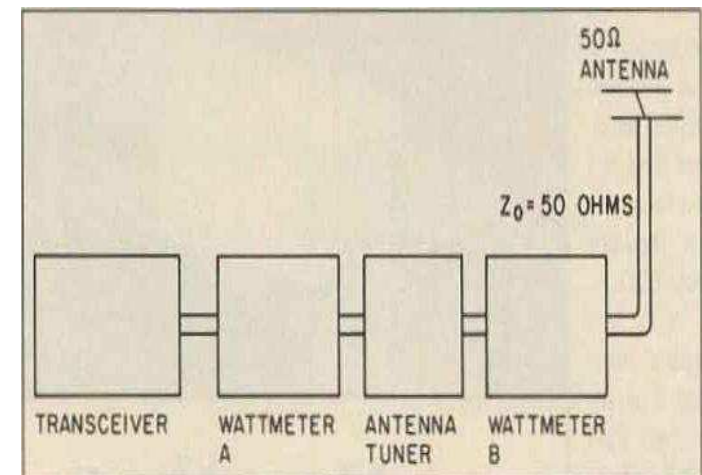 50Ω
ANTENNA
Z₀= 50 OHMS
TRANSCEIVER
WATTMETER
A
ANTENNA
TUNER
WATTMETER
B